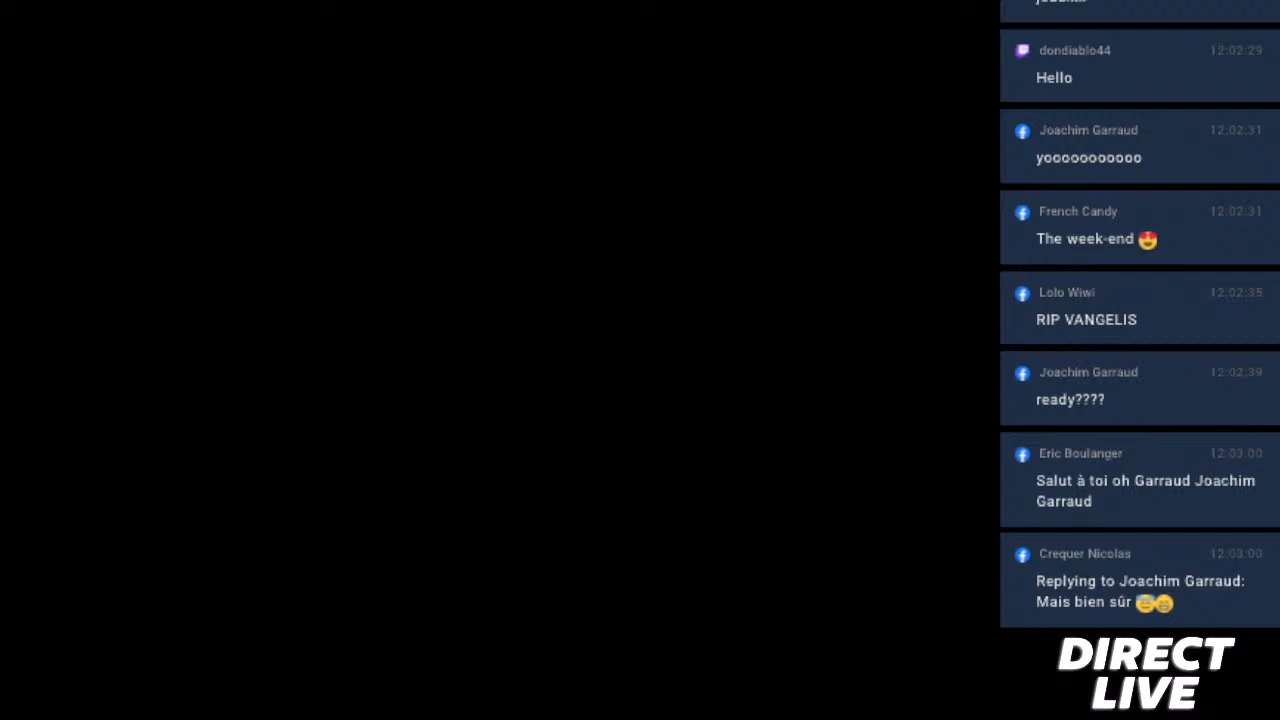 dondiablo44 12:02:29
Hello
Joachim Garraud 12:02:31
yooooooooooo
French Candy 12:02:31
The week-end 😍
Lolo Wiwi 12:02:35
RIP VANGELIS
Joachim Garraud 12:02:39
ready????
Eric Boulanger 12:03:00
Salut à toi oh Garraud Joachim
Garraud
Crequer Nicolas 12:03:00
Replying to Joachim Garraud:
Mais bien sûr 😇😁
DIRECT
LIVE